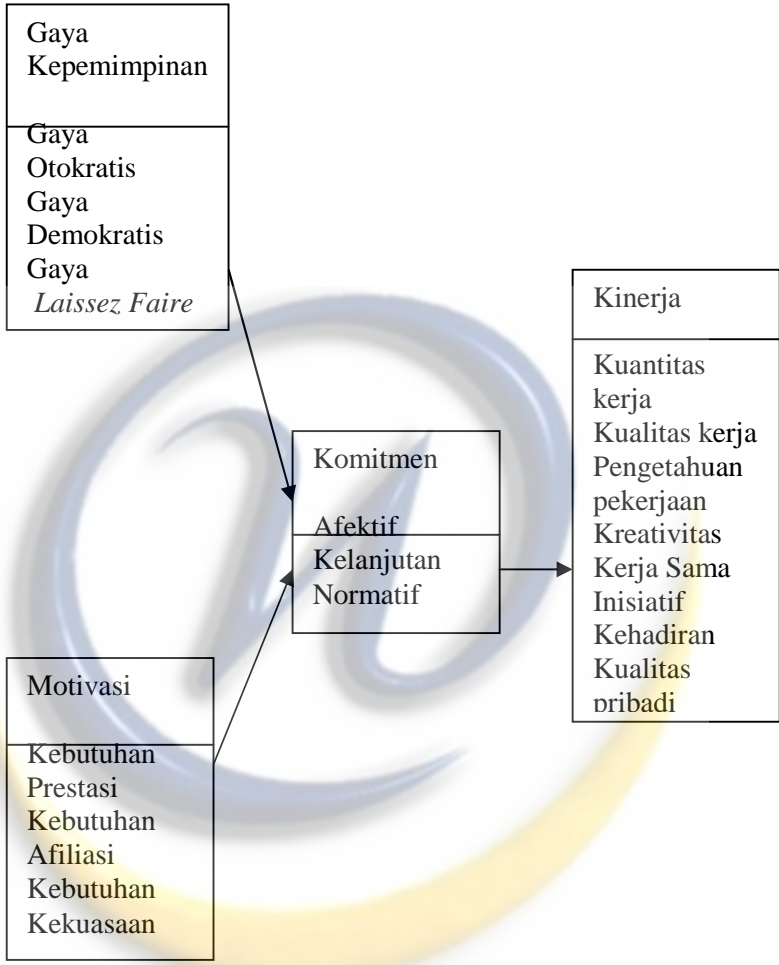 Gaya
Kepemimpinan
Gaya
Otokratis
Gaya
Demokratis
Gaya
Laissez Faire
Motivasi
Kebutuhan
Prestasi
Kebutuhan
Afiliasi
Kebutuhan
Kekuasaan
Komitmen
Afektif
Kelanjutan
Normatif
Kinerja
Kuantitas
kerja
Kualitas kerja
Pengetahuan
pekerjaan
Kreativitas
Kerja Sama
Inisiatif
Kehadiran
Kualitas
pribadi